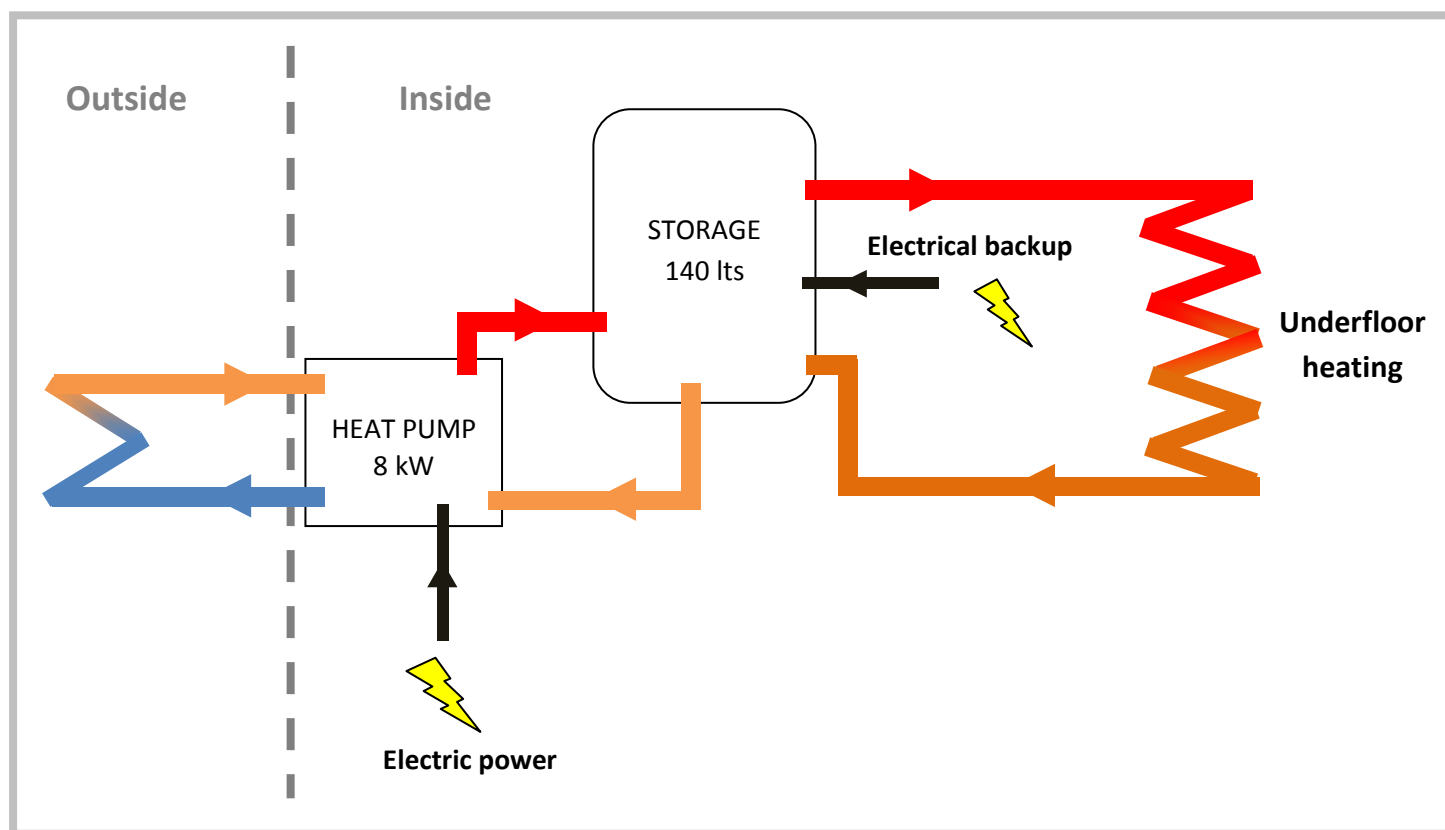 Outside
Inside
STORAGE
140 lts
Electrical backup
Underfloor
heating
HEAT PUMP
8 kW
Electric power